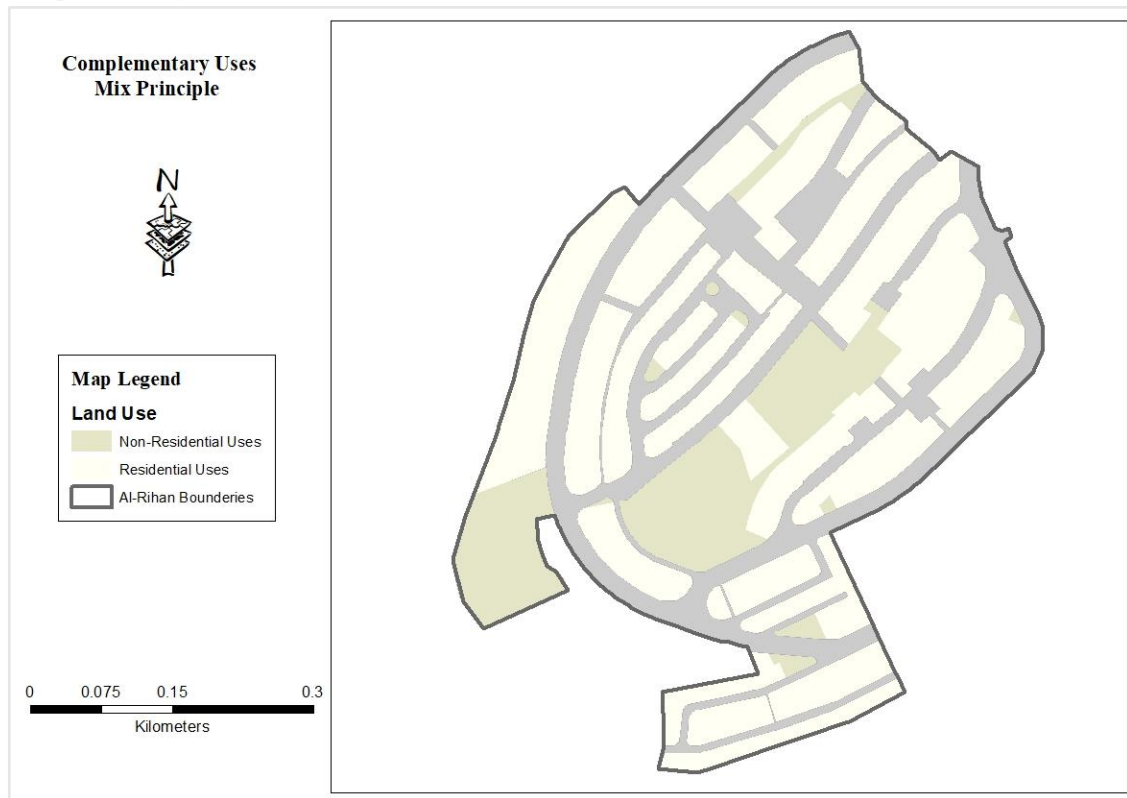 Complementary Uses
Mix Principle
N
Map Legend
Land Use
Non-Residential Uses
Residential Uses
Al-Rihan Bounderies
0 0.075 0.15 0.3
Kilometers